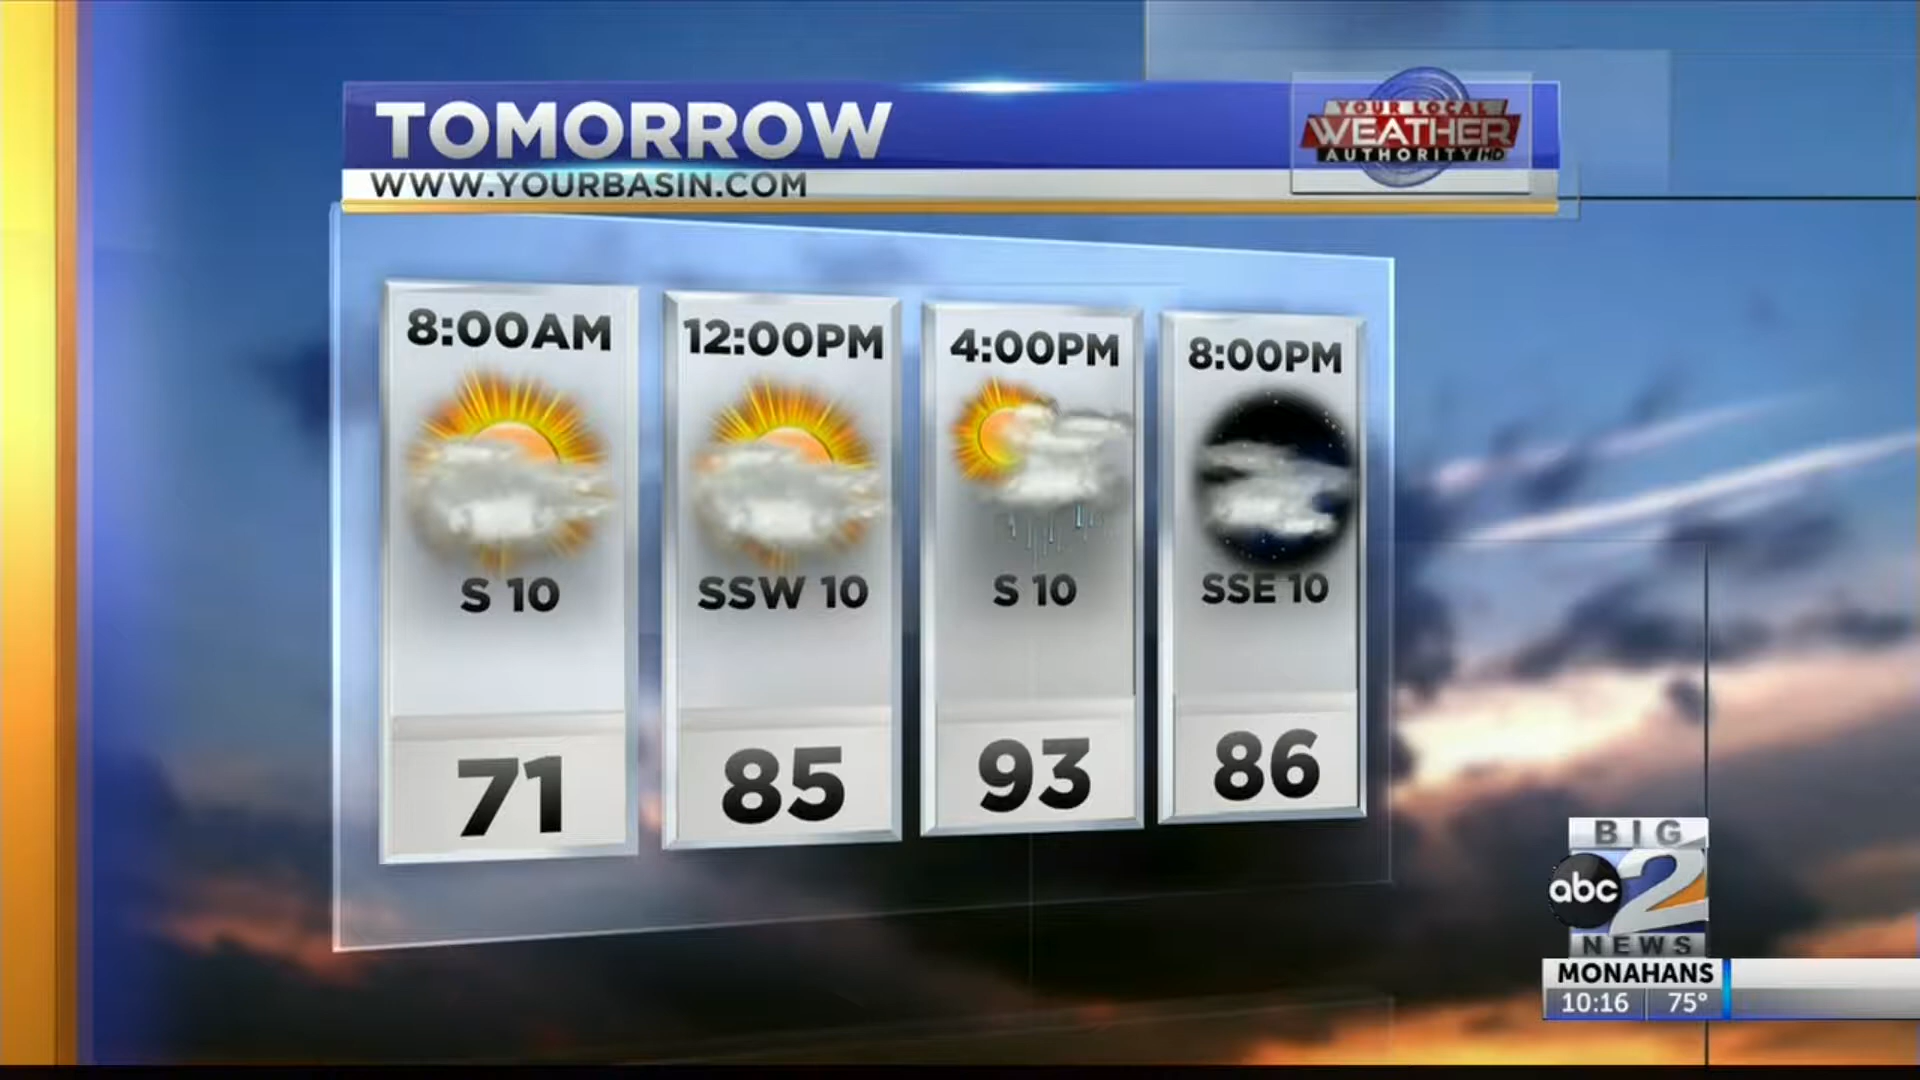 TOMORROW
WWW.YOURBASIN.COM
YOUR LOCAL
WEATHER
AUTHORITY HD
8:00AM
S 10
71
12:00PM
SSW 10
85
4:00PM
S 10
93
8:00PM
SSE 10
86
BIG
abc 2
NEWS
MONAHANS
10:16 75°